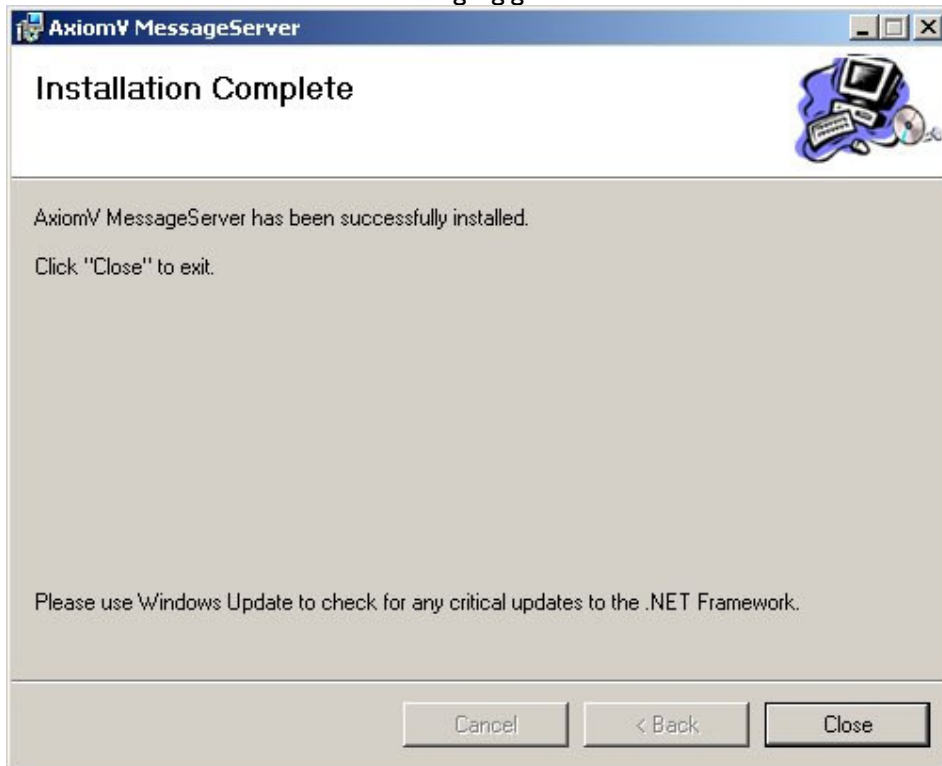 AxiomV MessageServer
Installation Complete
AxiomV MessageServer has been successfully installed.
Click "Close" to exit.
Please use Windows Update to check for any critical updates to the .NET Framework.
Cancel
< Back
Close